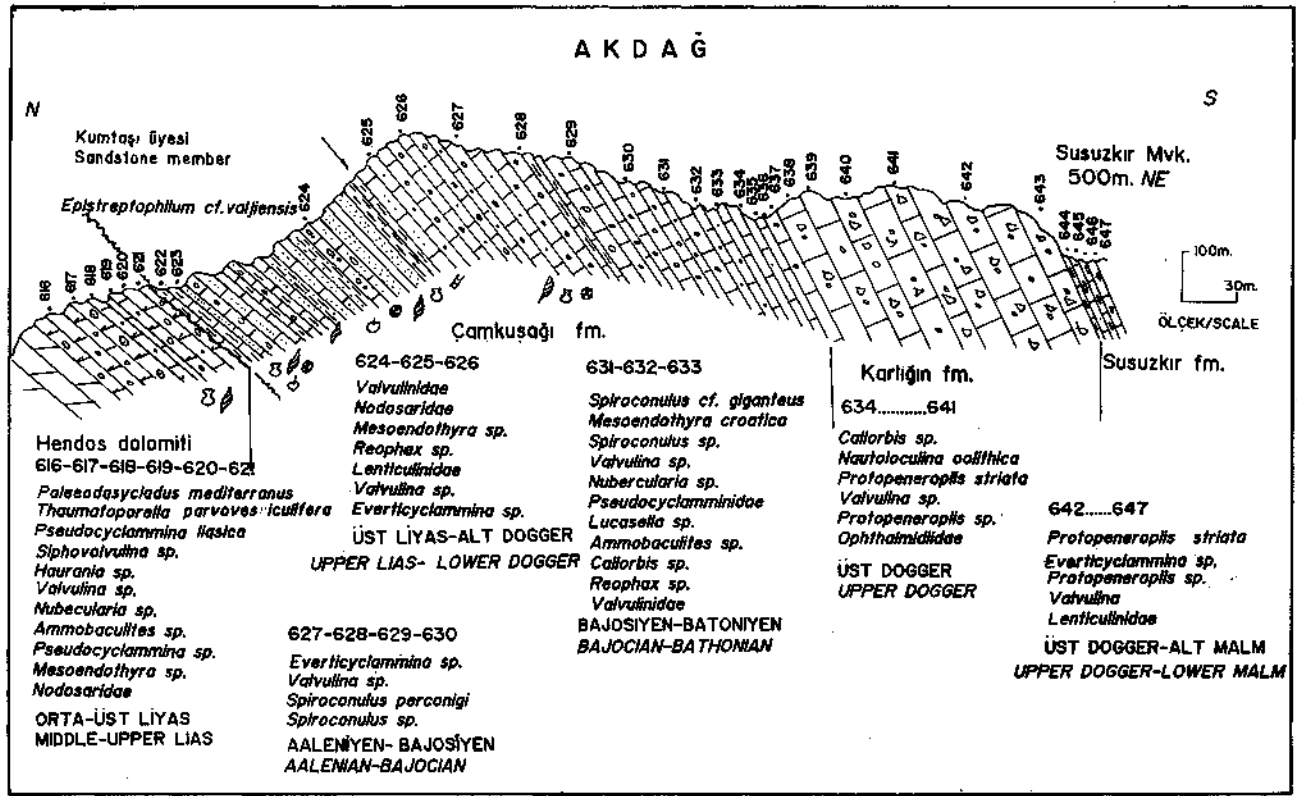 AKDAĞ
N
S
Kumtaşı üyesi
Sandstone member
Epistreptophillum cf. valjiensis
616
617
618
619
620
621
622
623
624
625
626
627
628
629
630
631
632
633
634
635
636
637
638
639
640
641
642
643
644
645
646
647
Susuzkır Mvk.
500m. NE
100m.
30m.
ÖLÇEK/SCALE
Çamkuşağı fm.
Karlığın fm.
Susuzkır fm.
Hendos dolomiti
616-617-618-619-620-621
Paleodasycladus mediterranus
Thaumatoporella parvovesiculifera
Pseudocyclammina liasica
Siphovalvulina sp.
Haurania sp.
Valvulina sp.
Nubecularia sp.
Ammobaculites sp.
Pseudocyclammina sp.
Mesoendothyra sp.
Nodosaridae
ORTA-ÜST LİYAS
MIDDLE-UPPER LIAS
624-625-626
Valvulinidae
Nodosaridae
Mesoendothyra sp.
Reophax sp.
Lenticulinidae
Valvulina sp.
Everticyclammina sp.
ÜST LİYAS-ALT DOGGER
UPPER LIAS- LOWER DOGGER
627-628-629-630
Everticyclammina sp.
Valvulina sp.
Spiroconulus perconigi
Spiroconulus sp.
AALENİYEN- BAJOSİYEN
AALENIAN-BAJOCIAN
631-632-633
Spiroconulus cf. giganteus
Mesoendothyra croatica
Spiroconulus sp.
Valvulina sp.
Nubercularia sp.
Pseudocyclamminidae
Lucasella sp.
Ammobaculites sp.
Callorbis sp.
Reophax sp.
Valvulinidae
BAJOSIYEN-BATONIYEN
BAJOCIAN-BATHONIAN
634...........641
Callorbis sp.
Nautoloculina oolithica
Protopeneroplis striata
Valvulina sp.
Protopeneroplis sp.
Ophthalmidiidae
ÜST DOGGER
UPPER DOGGER
642......647
Protopeneroplis striata
Everticyclammina sp.
Protopeneroplis sp.
Valvulina
Lenticulinidae
ÜST DOGGER-ALT MALM
UPPER DOGGER-LOWER MALM